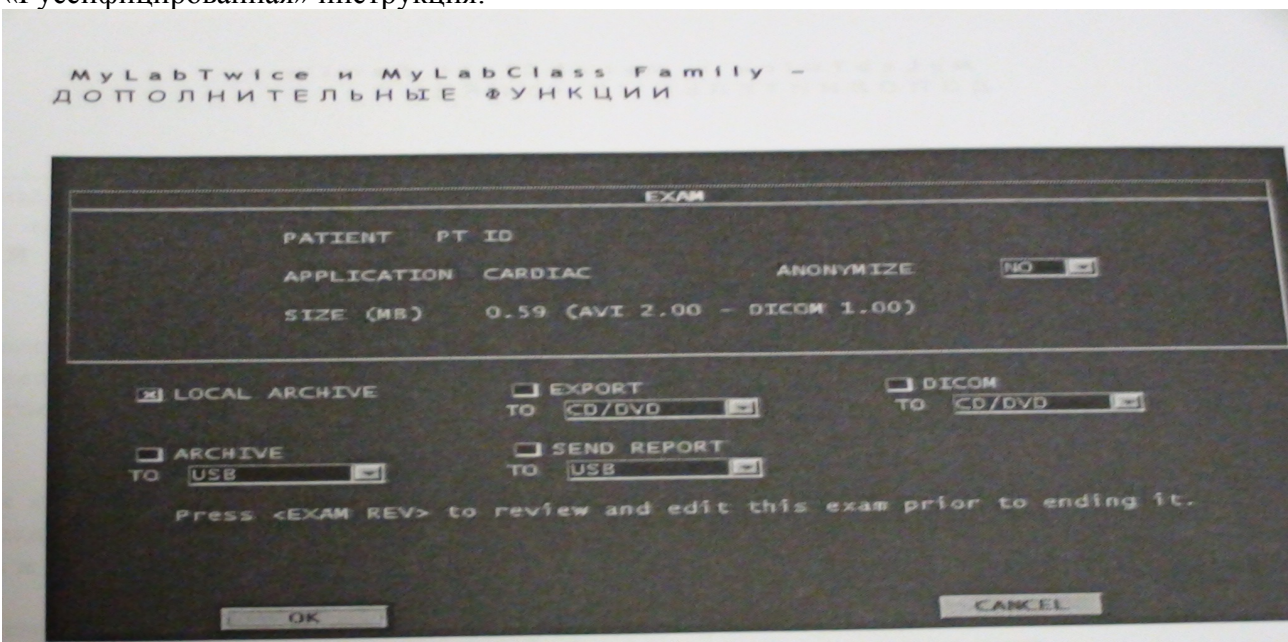 «Русифицированная» инструкция:
MyLabTwice и MyLabClass Family –
ДОПОЛНИТЕЛЬНЫЕ ФУНКЦИИ
EXAM
PATIENT PT ID
APPLICATION CARDIAC ANONYMIZE NO
SIZE (MB) 0.59 (AVI 2.00 - DICOM 1.00)
LOCAL ARCHIVE EXPORT DICOM
TO CD/DVD TO CD/DVD
ARCHIVE SEND REPORT
TO USB TO USB
Press <EXAM REV> to review and edit this exam prior to ending it.
OK CANCEL